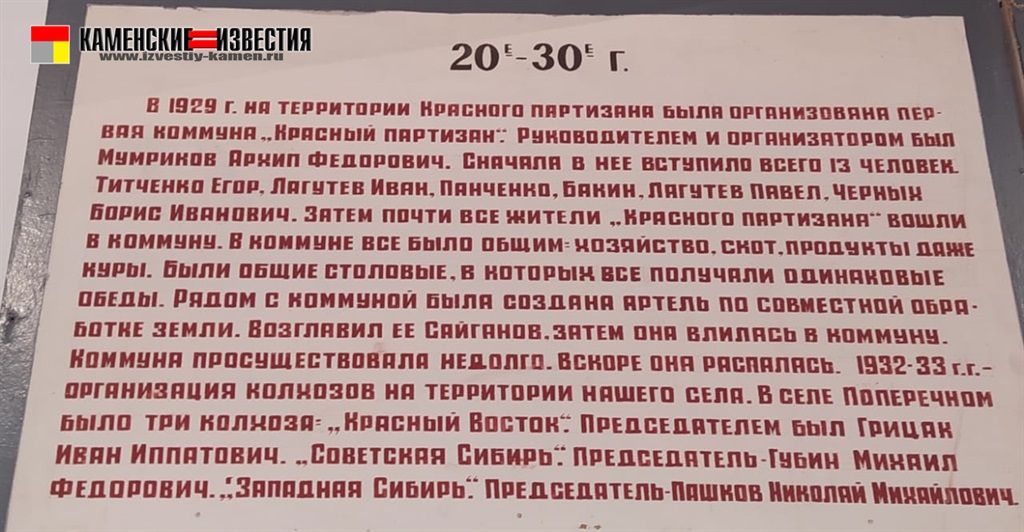 КАМЕНСКИЕ=ИЗВЕСТИЯ
www.izvestiy-kamen.ru
20Е-30Е г.
В 1929 г. на территории Красного партизана была организована пер-
вая коммуна „Красный партизан“. Руководителем и организатором был
Мумриков Архип Федорович. Сначала в нее вступило всего 13 человек.
Титченко Егор, Лагутев Иван, Панченко, Бакин, Лагутев Павел, Черных
Борис Иванович. Затем почти все жители „Красного партизана“ вошли
в коммуну. В коммуне все было общим: хозяйство, скот, продукты даже
куры. Были общие столовые, в которых все получали одинаковые
обеды. Рядом с коммуной была создана артель по совместной обра-
ботке земли. Возглавил ее Сайганов, затем она влилась в коммуну.
Коммуна просуществовала недолго. Вскоре она распалась. 1932-33 г.г.-
организация колхозов на территории нашего села. В селе Поперечном
было три колхоза: „Красный Восток“. Председателем был Грицак
Иван Иппатович. „Советская Сибирь“. Председатель-Губин Михаил
Федорович. „Западная Сибирь“. Председатель-Пашков Николай Михайлович.